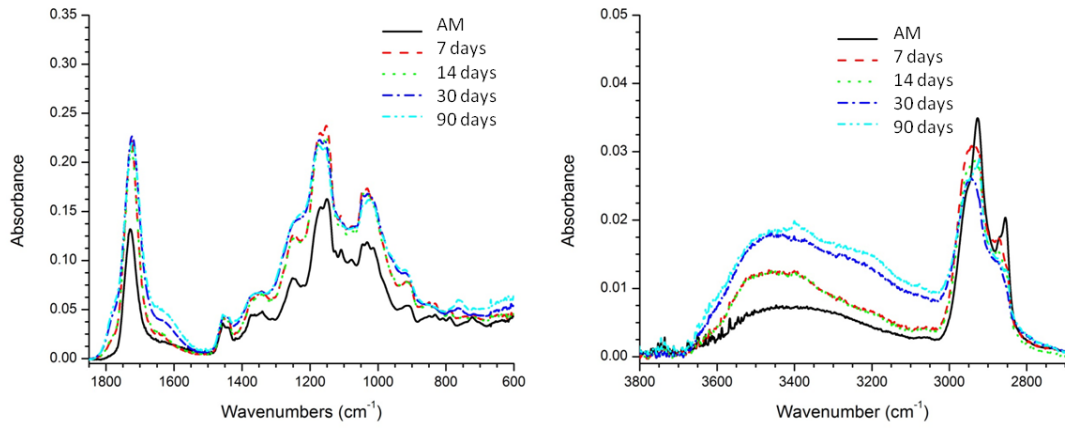 0.35
0.30
0.25
0.20
0.15
0.10
0.05
0.00
Absorbance
AM
7 days
14 days
30 days
90 days
1800 1600 1400 1200 1000 800 600
Wavenumbers (cm⁻¹)
0.05
0.04
0.03
0.02
0.01
0.00
Absorbance
AM
7 days
14 days
30 days
90 days
3800 3600 3400 3200 3000 2800
Wavenumber (cm⁻¹)